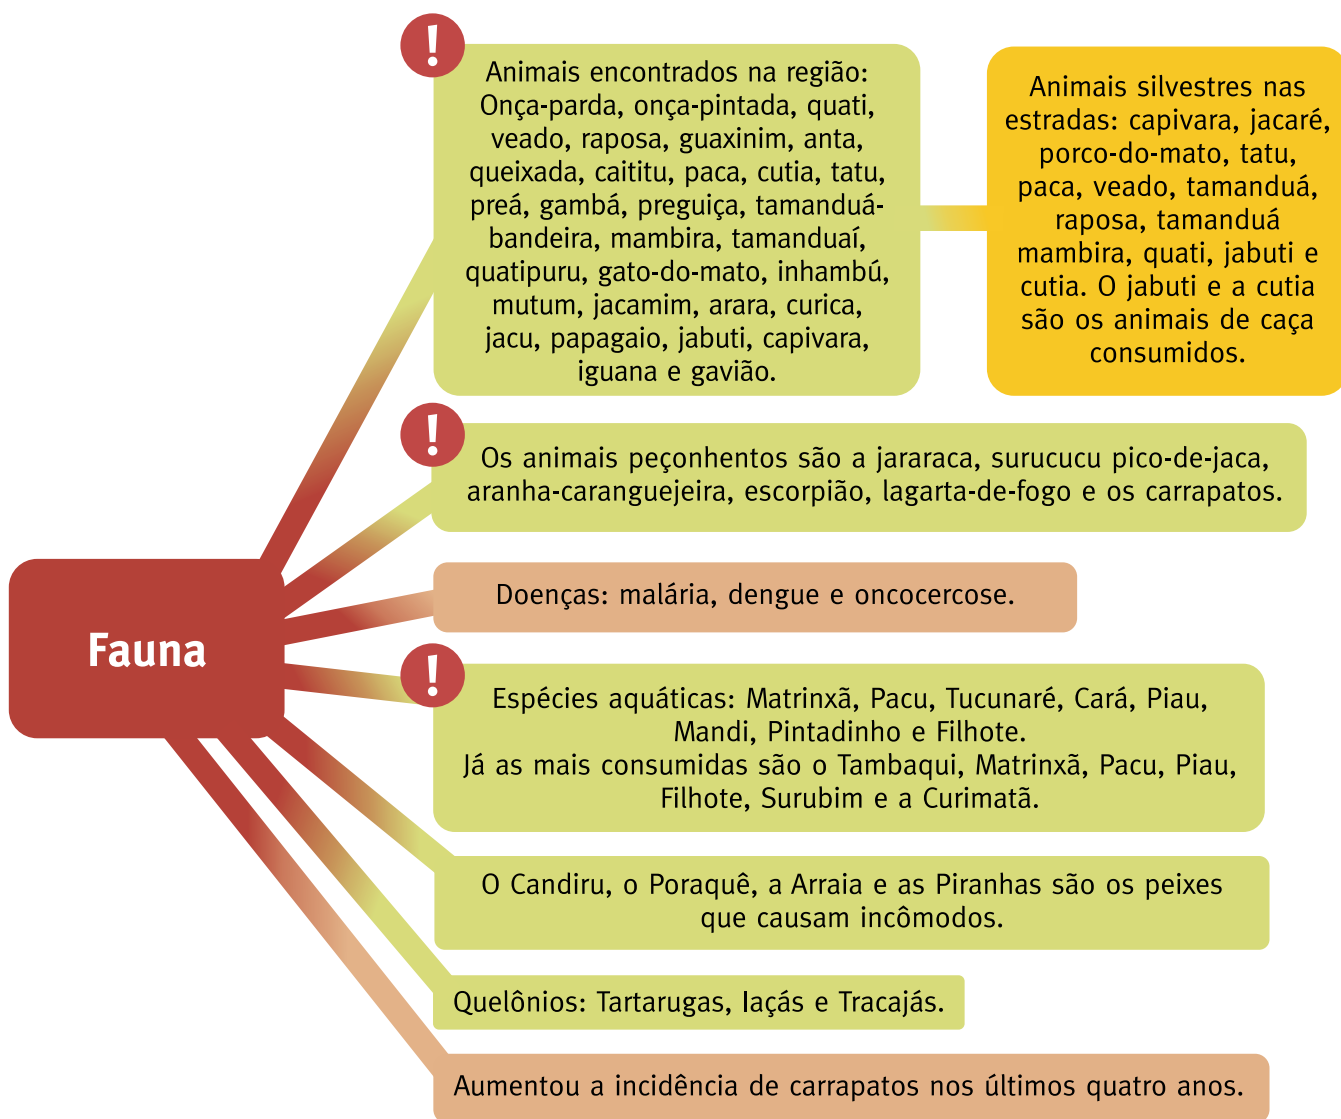 !
Animais encontrados na região:
Onça-parda, onça-pintada, quati,
veado, raposa, guaxinim, anta,
queixada, caititu, paca, cutia, tatu,
preá, gambá, preguiça, tamanduá-
bandeira, mambira, tamanduaí,
quatipuru, gato-do-mato, inhambú,
mutum, jacamim, arara, curica,
jacu, papagaio, jabuti, capivara,
iguana e gavião.
Animais silvestres nas
estradas: capivara, jacaré,
porco-do-mato, tatu,
paca, veado, tamanduá,
raposa, tamanduá
mambira, quati, jabuti e
cutia. O jabuti e a cutia
são os animais de caça
consumidos.
!
Os animais peçonhentos são a jararaca, surucucu pico-de-jaca,
aranha-caranguejeira, escorpião, lagarta-de-fogo e os carrapatos.
Doenças: malária, dengue e oncocercose.
Fauna
!
Espécies aquáticas: Matrinxã, Pacu, Tucunaré, Cará, Piau,
Mandi, Pintadinho e Filhote.
Já as mais consumidas são o Tambaqui, Matrinxã, Pacu, Piau,
Filhote, Surubim e a Curimatã.
O Candiru, o Poraquê, a Arraia e as Piranhas são os peixes
que causam incômodos.
Quelônios: Tartarugas, Iaçás e Tracajás.
Aumentou a incidência de carrapatos nos últimos quatro anos.